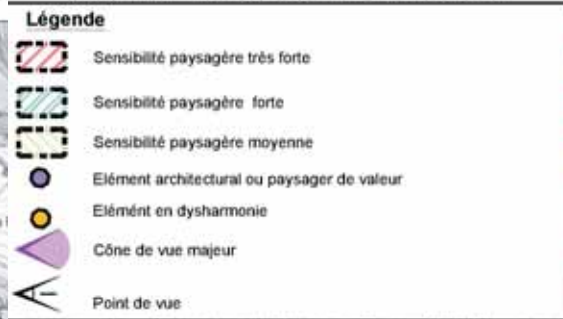 Légende
Sensibilité paysagère très forte
Sensibilité paysagère forte
Sensibilité paysagère moyenne
Elément architectural ou paysager de valeur
Elémént en dysharmonie
Cône de vue majeur
Point de vue